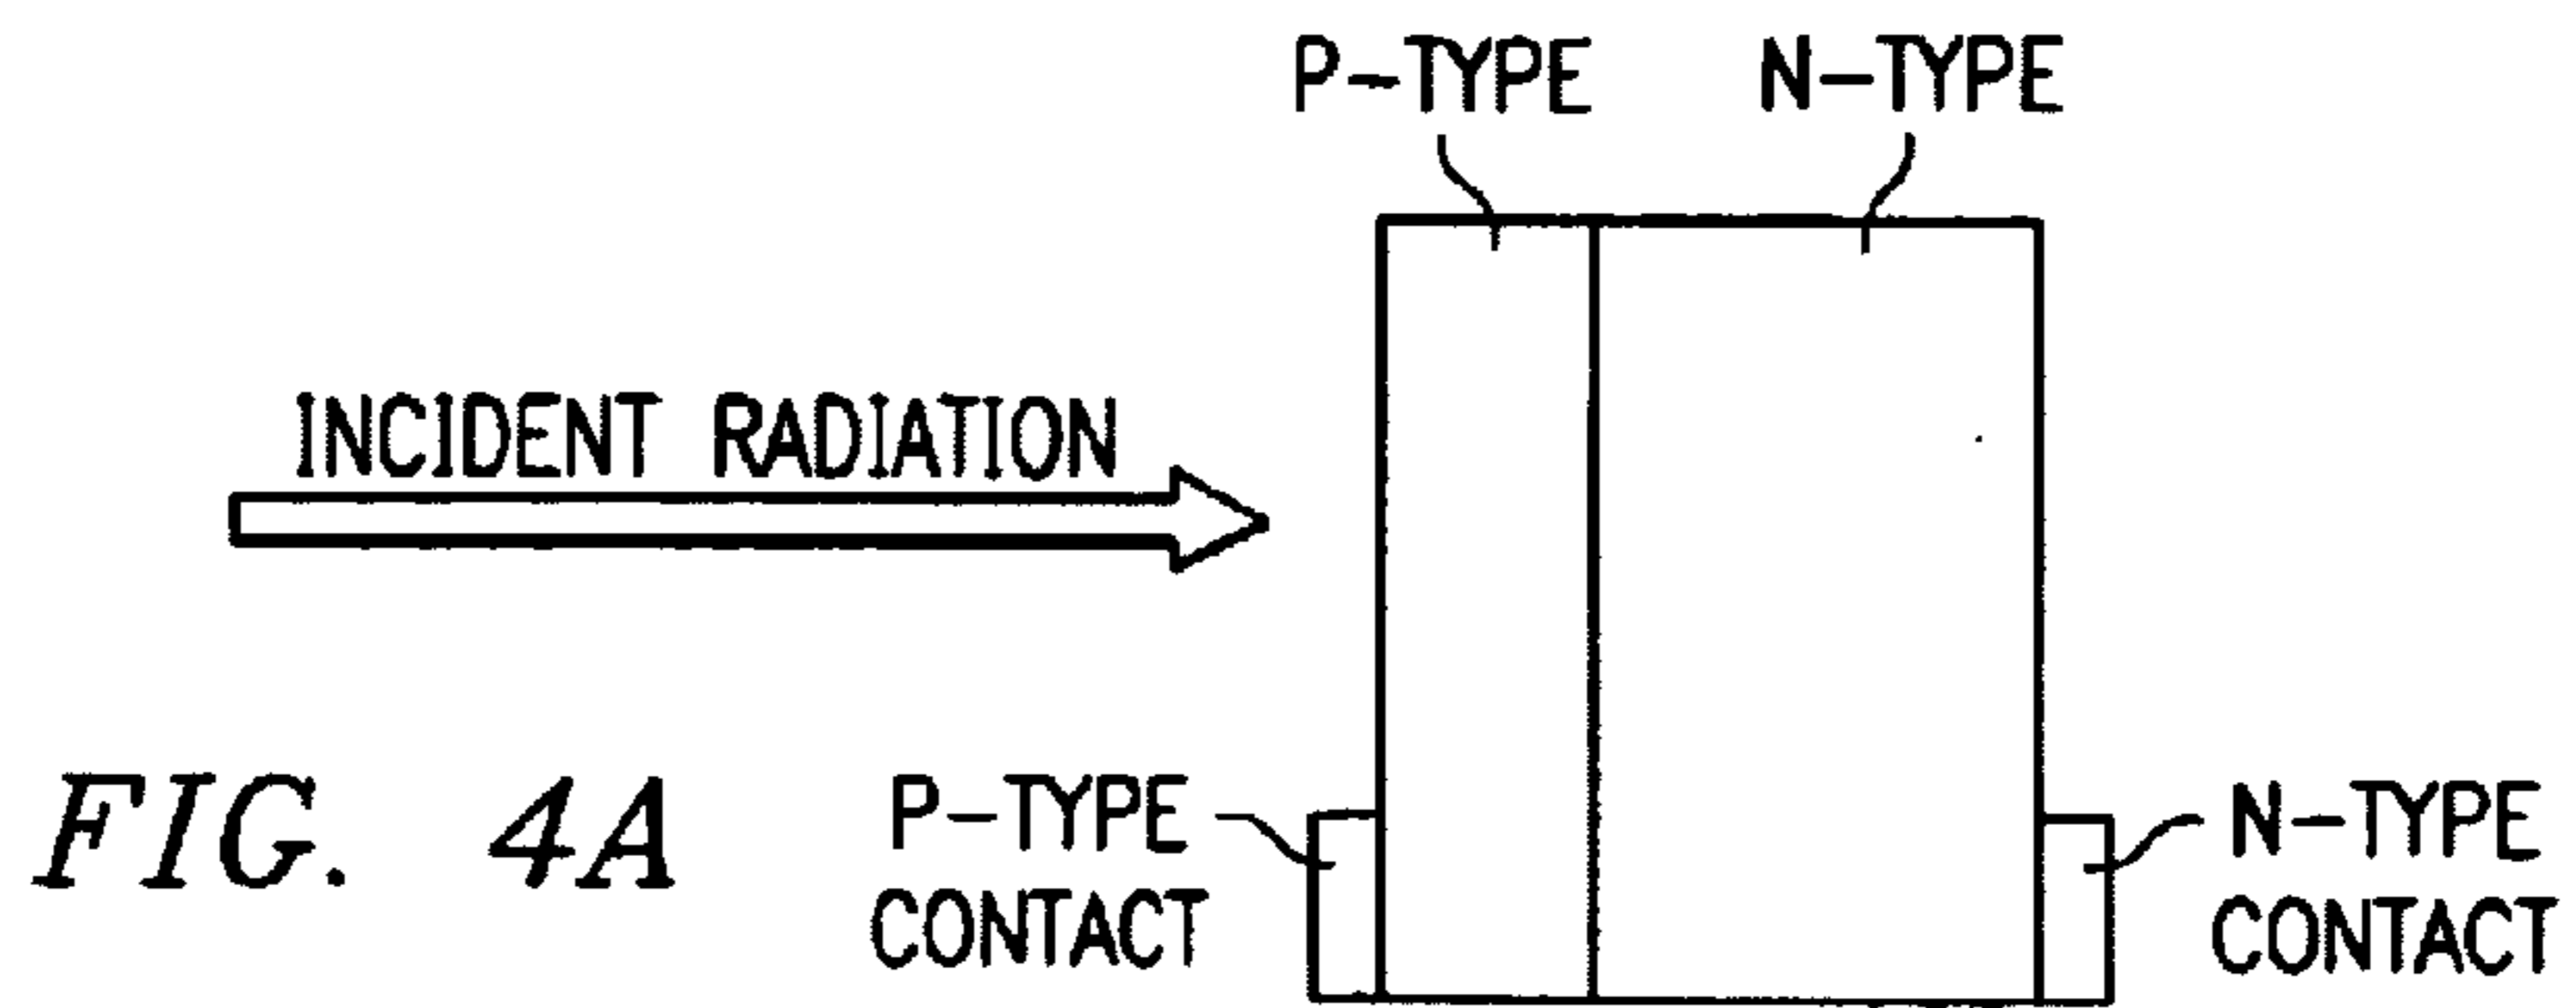 P-TYPE N-TYPE
INCIDENT RADIATION
P-TYPE
CONTACT
N-TYPE
CONTACT
FIG. 4A